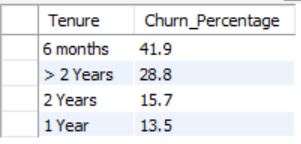 Tenure Churn_Percentage
6 months 41.9
> 2 Years 28.8
2 Years 15.7
1 Year 13.5